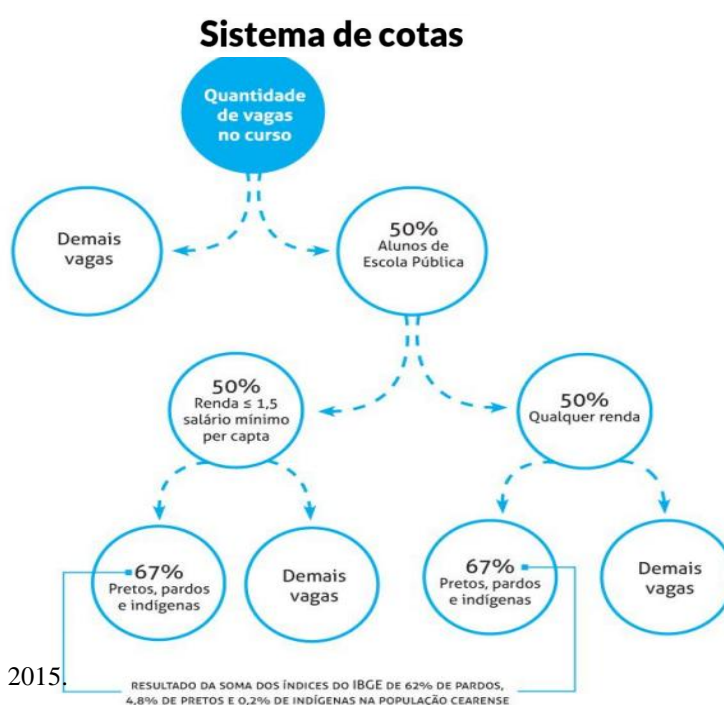 Sistema de cotas
Quantidade
de vagas
no curso
Demais
vagas
50%
Alunos de
Escola Pública
50%
Renda ≤ 1,5
salário mínimo
per capta
50%
Qualquer renda
67%
Pretos, pardos
e indígenas
Demais
vagas
67%
Pretos, pardos
e indígenas
Demais
vagas
2015.
RESULTADO DA SOMA DOS ÍNDICES DO IBGE DE 62% DE PARDOS,
4,8% DE PRETOS E 0,2% DE INDÍGENAS NA POPULAÇÃO CEARENSE